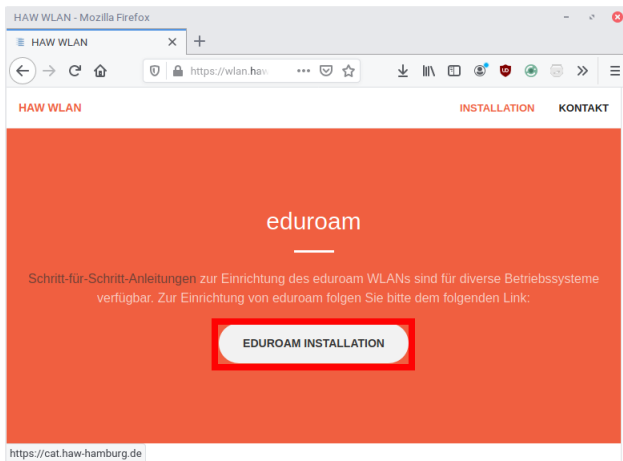 HAW WLAN - Mozilla Firefox
HAW WLAN
https://wlan.haw.
HAW WLAN
INSTALLATION KONTAKT
eduroam
Schritt-für-Schritt-Anleitungen zur Einrichtung des eduroam WLANs sind für diverse Betriebssysteme
verfügbar. Zur Einrichtung von eduroam folgen Sie bitte dem folgenden Link:
EDUROAM INSTALLATION
https://cat.haw-hamburg.de